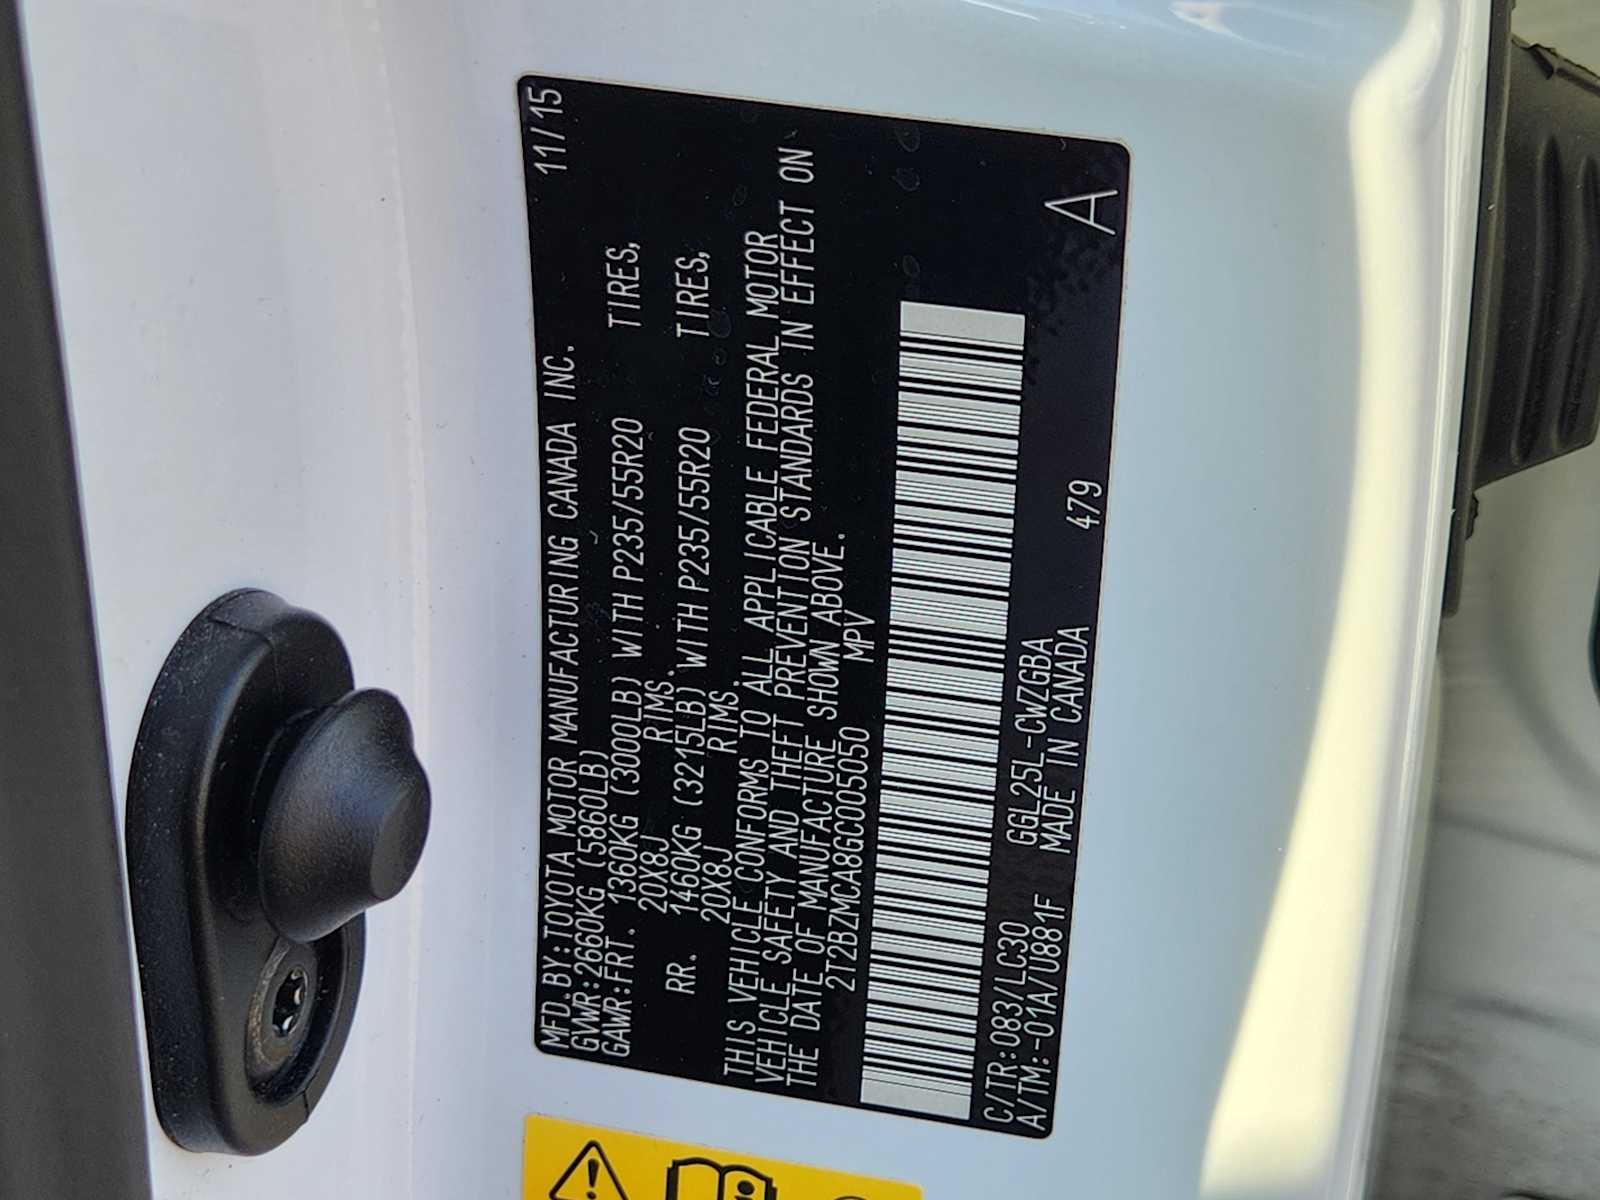 MFD.BY:TOYOTA MOTOR MANUFACTURING CANADA INC. 11/15
GVWR:2660KG (5860LB)
GAWR:FRT. 1360KG (3000LB) WITH P235/55R20 TIRES,
20X8J RIMS.
RR. 1460KG (3215LB) WITH P235/55R20 TIRES,
20X8J RIMS.
THIS VEHICLE CONFORMS TO ALL APPLICABLE FEDERAL MOTOR
VEHICLE SAFETY AND THEFT PREVENTION STANDARDS IN EFFECT ON
THE DATE OF MANUFACTURE SHOWN ABOVE.
2T2BZMCA8GC005050 MPV
C/TR:083/LC30 GGL25L-CWZGBA 479 A
A/TM:-01A/U881F MADE IN CANADA